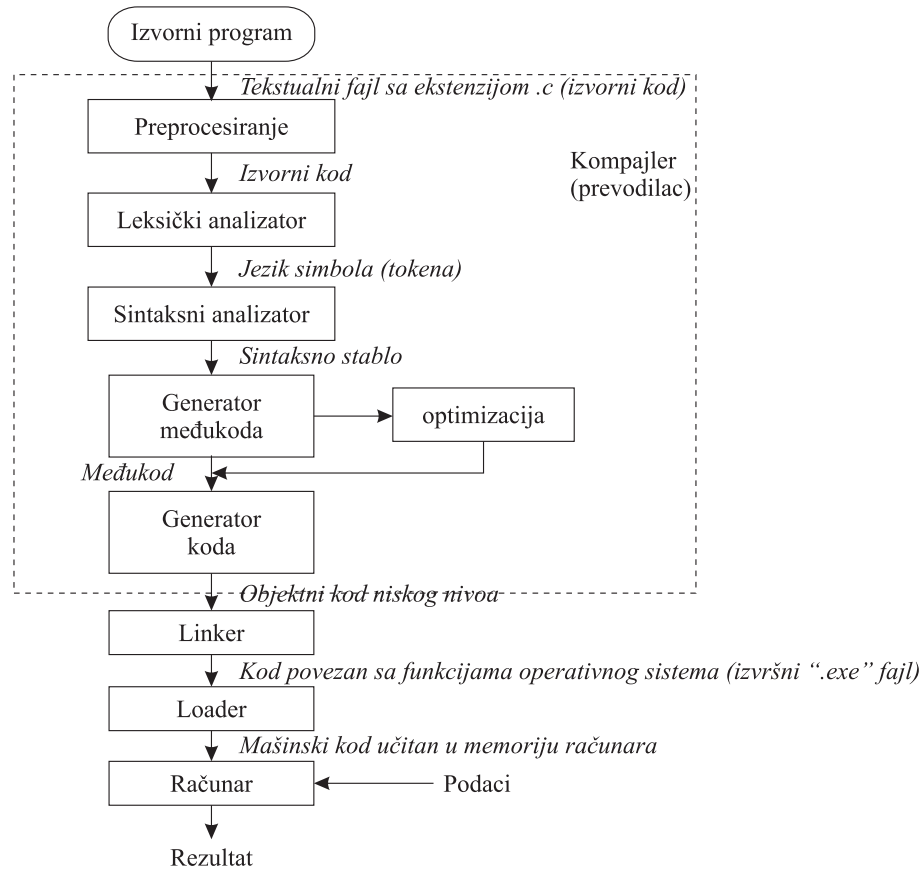 Izvorni program
Tekstualni fajl sa ekstenzijom .c (izvorni kod)
Preprocesiranje
Kompajler
(prevodilac)
Izvorni kod
Leksički analizator
Jezik simbola (tokena)
Sintaksni analizator
Sintaksno stablo
Generator
međukoda
optimizacija
Međukod
Generator
koda
Objektni kod niskog nivoa
Linker
Kod povezan sa funkcijama operativnog sistema (izvršni “.exe” fajl)
Loader
Mašinski kod učitan u memoriju računara
Računar
Podaci
Rezultat